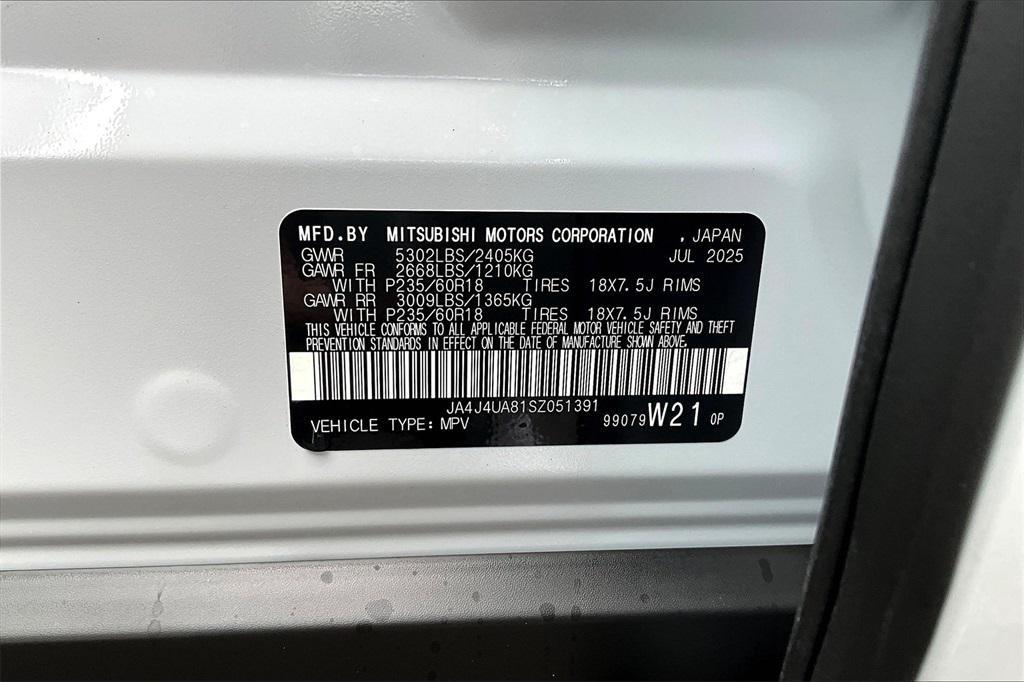 MFD.BY MITSUBISHI MOTORS CORPORATION , JAPAN
GVWR 5302LBS/2405KG JUL 2025
GAWR FR 2668LBS/1210KG
WITH P235/60R18 TIRES 18X7.5J RIMS
GAWR RR 3009LBS/1365KG
WITH P235/60R18 TIRES 18X7.5J RIMS
THIS VEHICLE CONFORMS TO ALL APPLICABLE FEDERAL MOTOR VEHICLE SAFETY AND THEFT
PREVENTION STANDARDS IN EFFECT ON THE DATE OF MANUFACTURE SHOWN ABOVE.
JA4J4UA81SZ051391
VEHICLE TYPE:MPV 99079W21 0P